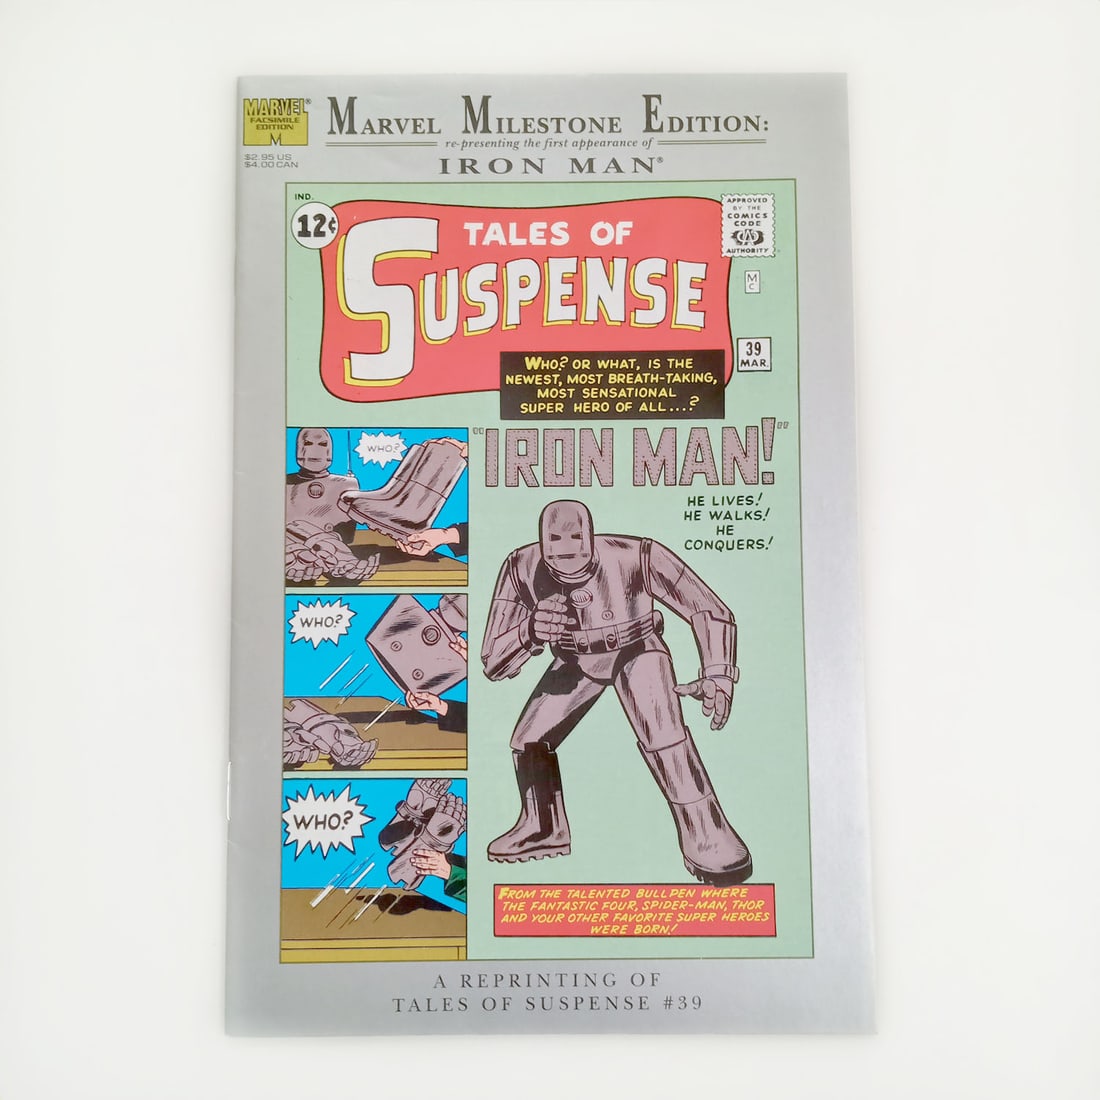 MARVEL®
FACSIMILE
EDITION
M
$2.95 US
$4.00 CAN
MARVEL MILESTONE EDITION:
re-presenting the first appearance of
IRON MAN®
IND.
12¢
TALES OF
SUSPENSE
APPROVED
BY THE
COMICS
CODE
AUTHORITY
M
C
39
MAR.
WHO? OR WHAT, IS THE
NEWEST, MOST BREATH-TAKING,
MOST SENSATIONAL
SUPER HERO OF ALL...?
"IRON MAN!"
HE LIVES!
HE WALKS!
HE
CONQUERS!
WHO?
WHO?
WHO?
FROM THE TALENTED BULLPEN WHERE
THE FANTASTIC FOUR, SPIDER-MAN, THOR
AND YOUR OTHER FAVORITE SUPER HEROES
WERE BORN!
A REPRINTING OF
TALES OF SUSPENSE #39